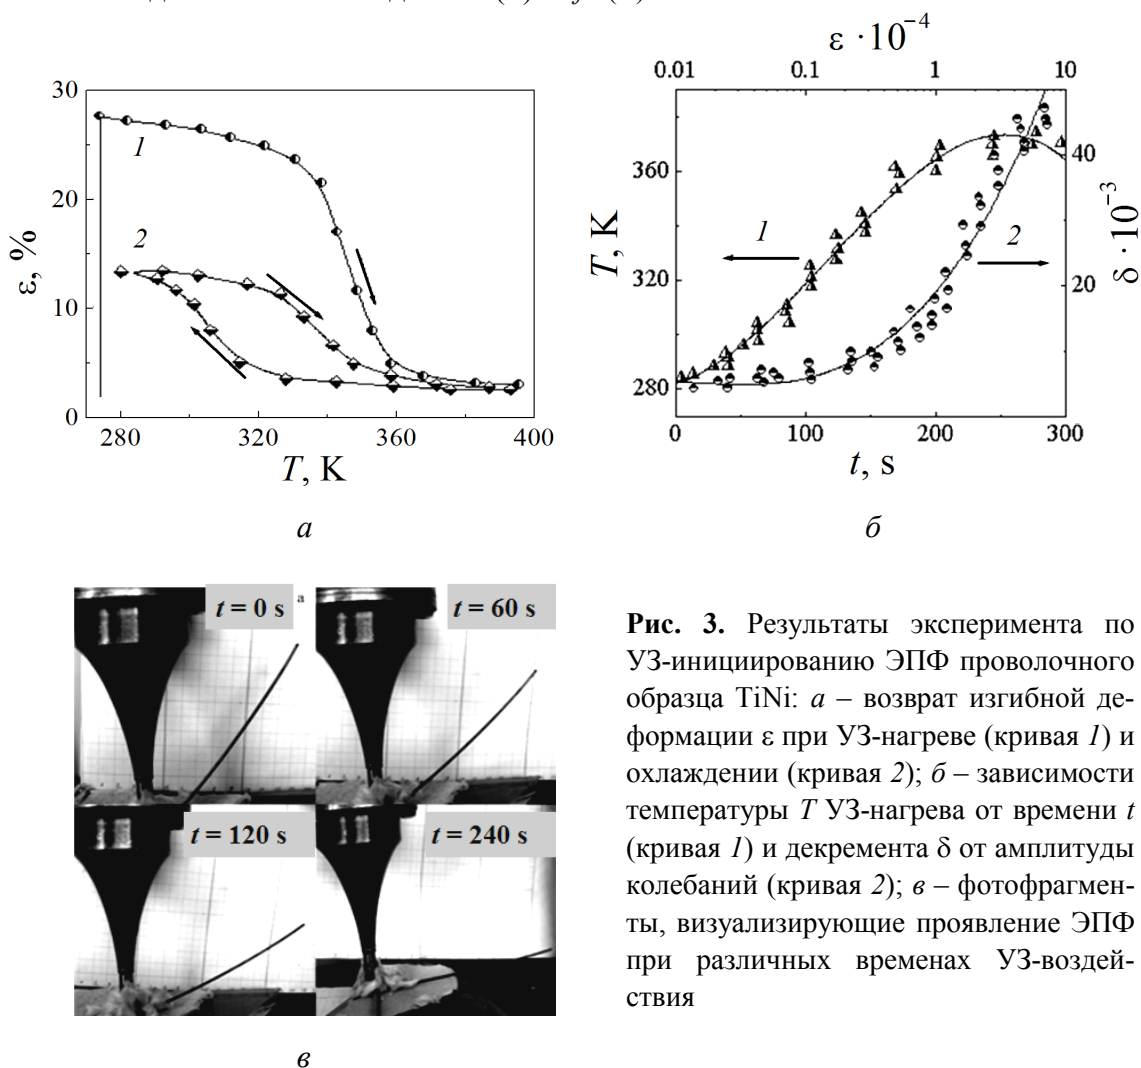 ε · 10⁻⁴
30
0.01 0.1 1 10
1
20
40
360
2
ε, %
T, K
1
2
δ · 10⁻³
320
10
20
280
0
280 320 360 400
0 100 200 300
T, K
t, s
а
б
t = 0 s
a
t = 60 s
t = 120 s
t = 240 s
Рис. 3. Результаты эксперимента по
УЗ-инициированию ЭПФ проволочного
образца TiNi: а – возврат изгибной де-
формации ε при УЗ-нагреве (кривая 1) и
охлаждении (кривая 2); б – зависимости
температуры T УЗ-нагрева от времени t
(кривая 1) и декремента δ от амплитуды
колебаний (кривая 2); в – фотофрагмен-
ты, визуализирующие проявление ЭПФ
при различных временах УЗ-воздей-
ствия
в